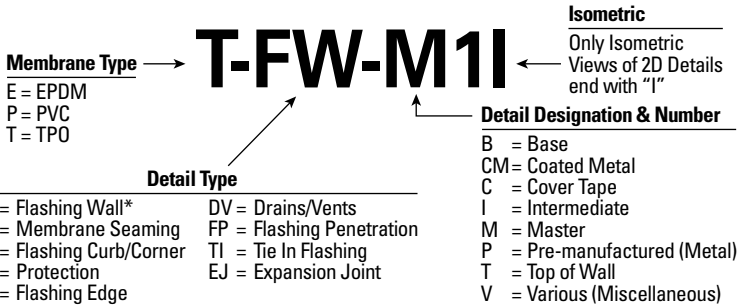 Isometric
Only Isometric
Views of 2D Details
end with “I”
T-FW-M1I
Membrane Type
E = EPDM
P = PVC
T = TPO
Detail Designation & Number
B = Base
CM = Coated Metal
C = Cover Tape
I = Intermediate
M = Master
P = Pre-manufactured (Metal)
T = Top of Wall
V = Various (Miscellaneous)
Detail Type
= Flashing Wall*
= Membrane Seaming
= Flashing Curb/Corner
= Protection
= Flashing Edge
DV = Drains/Vents
FP = Flashing Penetration
TI = Tie In Flashing
EJ = Expansion Joint